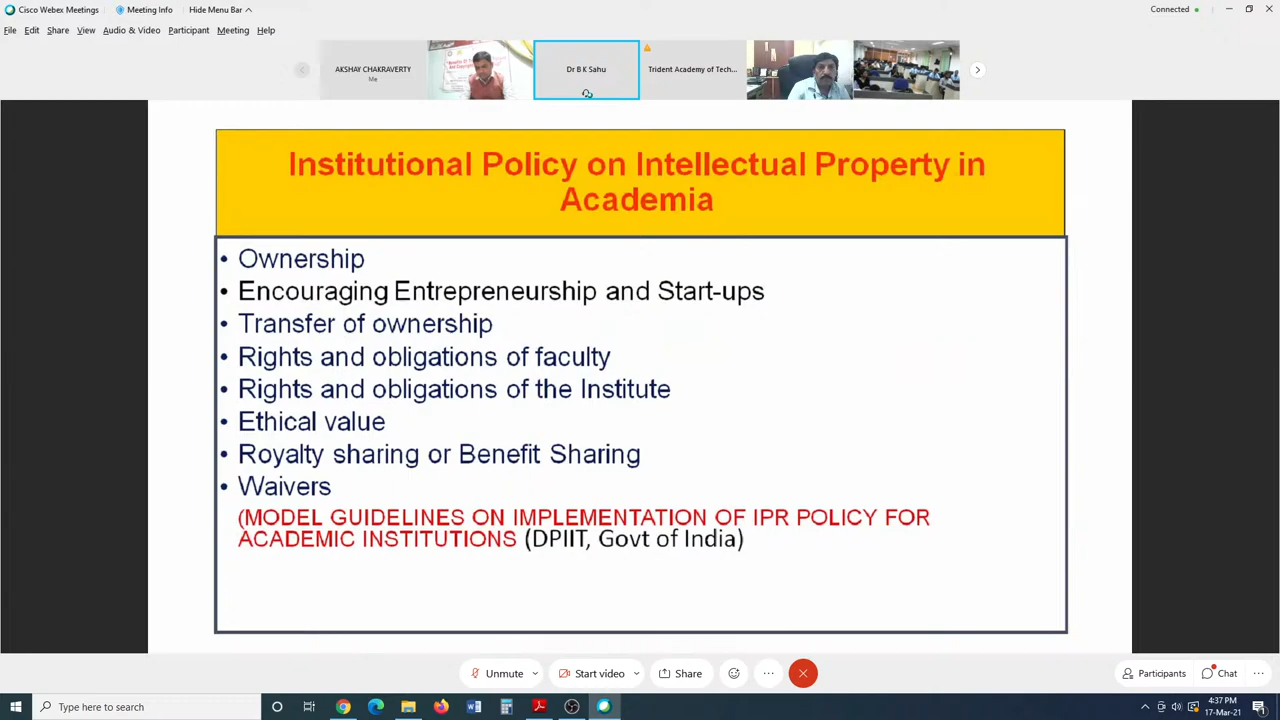 Cisco Webex Meetings Meeting Info Hide Menu Bar Connected
File Edit Share View Audio & Video Participant Meeting Help
AKSHAY CHAKRAVERTY
Me
Dr B K Sahu
Trident Academy of Tech...
Institutional Policy on Intellectual Property in
Academia
• Ownership
• Encouraging Entrepreneurship and Start-ups
• Transfer of ownership
• Rights and obligations of faculty
• Rights and obligations of the Institute
• Ethical value
• Royalty sharing or Benefit Sharing
• Waivers
(MODEL GUIDELINES ON IMPLEMENTATION OF IPR POLICY FOR
ACADEMIC INSTITUTIONS (DPIIT, Govt of India)
Unmute Start video Share Participants Chat
Type here to search
4:37 PM
17-Mar-21